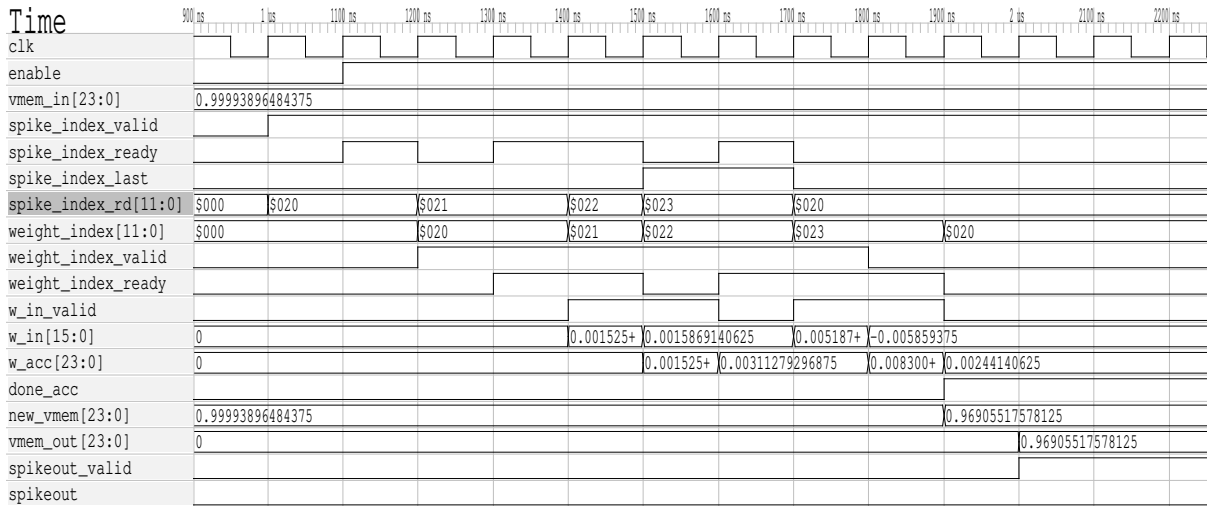 Time 900 ns 1 us 1100 ns 1200 ns 1300 ns 1400 ns 1500 ns 1600 ns 1700 ns 1800 ns 1900 ns 2 us 2100 ns 2200 ns
clk
enable
vmem_in[23:0] 0.99993896484375
spike_index_valid
spike_index_ready
spike_index_last
spike_index_rd[11:0] $000 $020 $021 $022 $023 $020
weight_index[11:0] $000 $020 $021 $022 $023 $020
weight_index_valid
weight_index_ready
w_in_valid
w_in[15:0] 0 0.001525+ 0.0015869140625 0.005187+ -0.005859375
w_acc[23:0] 0 0.001525+ 0.00311279296875 0.008300+ 0.00244140625
done_acc
new_vmem[23:0] 0.99993896484375 0.96905517578125
vmem_out[23:0] 0 0.96905517578125
spikeout_valid
spikeout